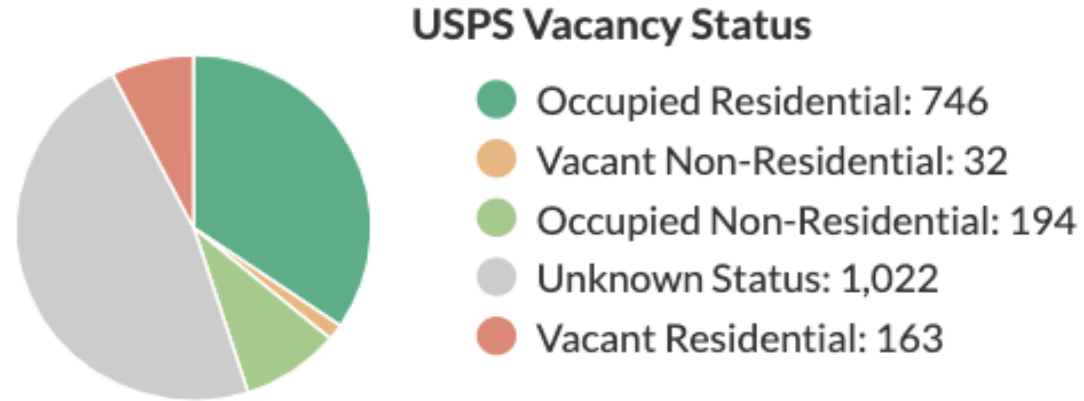 USPS Vacancy Status
Occupied Residential: 746
Vacant Non-Residential: 32
Occupied Non-Residential: 194
Unknown Status: 1,022
Vacant Residential: 163